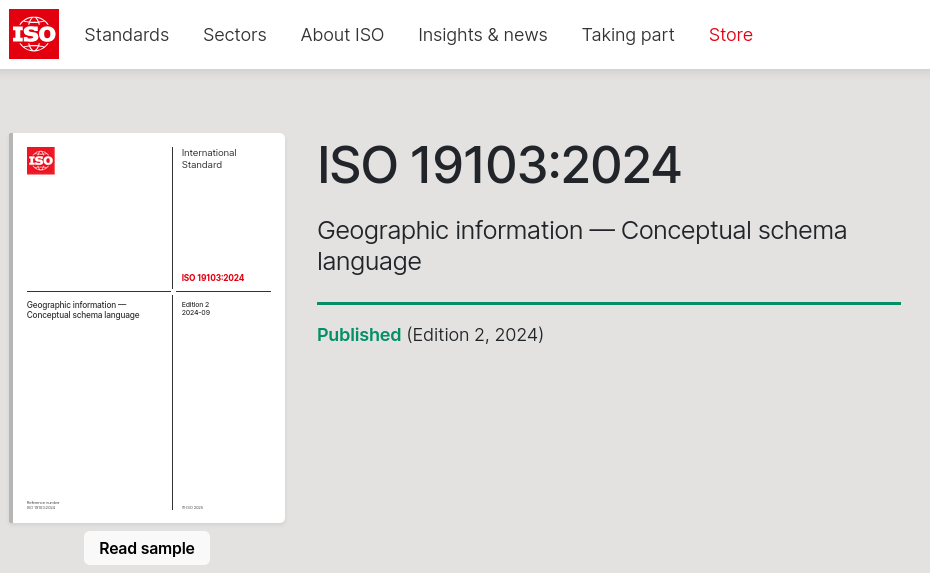 ISO
Standards
Sectors
About ISO
Insights & news
Taking part
Store
ISO
International
Standard
ISO 19103:2024
Geographic information —
Conceptual schema language
Edition 2
2024-09
Reference number
ISO 19103:2024
© ISO 2024
Read sample
ISO 19103:2024
Geographic information — Conceptual schema
language
Published (Edition 2, 2024)